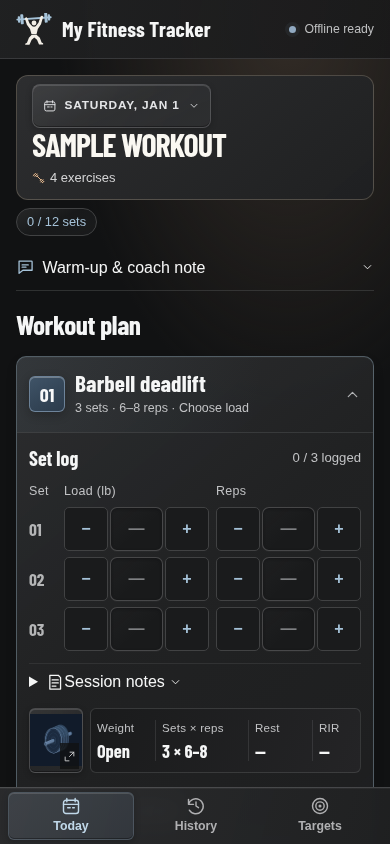 My Fitness Tracker
Offline ready
SATURDAY, JAN 1
SAMPLE WORKOUT
4 exercises
0 / 12 sets
Warm-up & coach note
Workout plan
01
Barbell deadlift
3 sets · 6–8 reps · Choose load
Set log
0 / 3 logged
Set Load (lb) Reps
01 − — + − — +
02 − — + − — +
03 − — + − — +
Session notes
Weight Sets × reps Rest RIR
Open 3 × 6–8 – –
Today History Targets